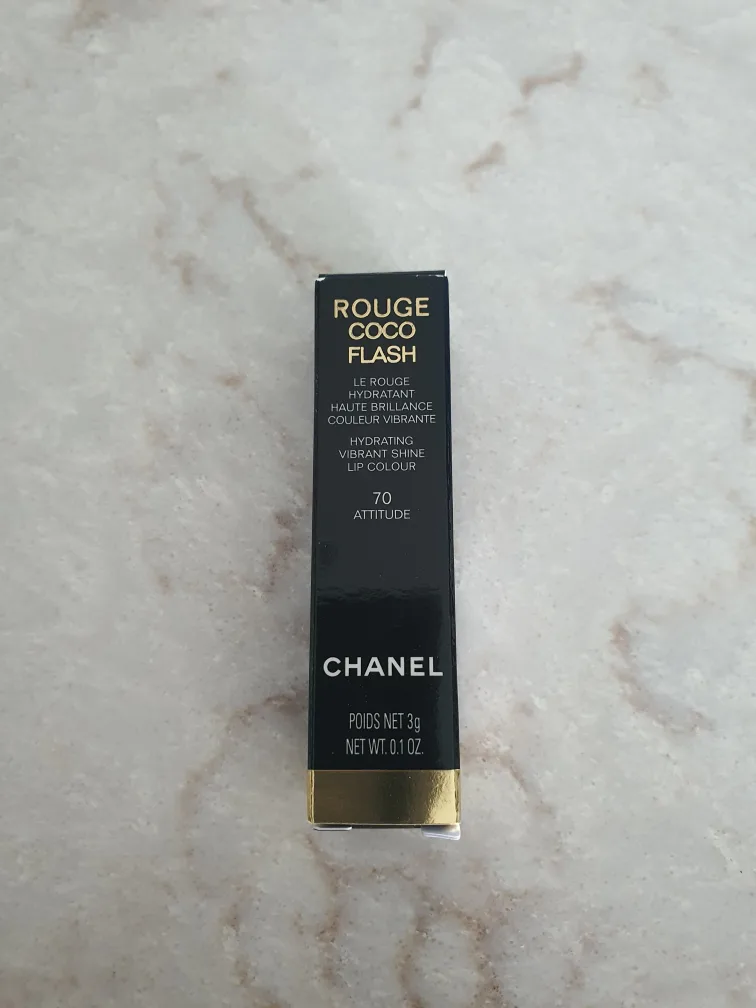 ROUGE
COCO
FLASH
LE ROUGE
HYDRATANT
HAUTE BRILLANCE
COULEUR VIBRANTE
HYDRATING
VIBRANT SHINE
LIP COLOUR
70
ATTITUDE
CHANEL
POIDS NET 3g
NET WT. 0.1 OZ.